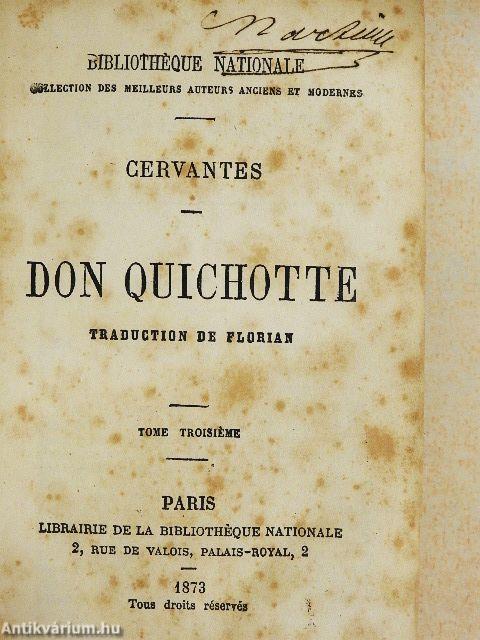 BIBLIOTHÈQUE NATIONALE
COLLECTION DES MEILLEURS AUTEURS ANCIENS ET MODERNES
CERVANTES
DON QUICHOTTE
TRADUCTION DE FLORIAN
TOME TROISIÈME
PARIS
LIBRAIRIE DE LA BIBLIOTHÈQUE NATIONALE
2, RUE DE VALOIS, PALAIS-ROYAL, 2
1873
Tous droits réservés
Antikvárium.hu